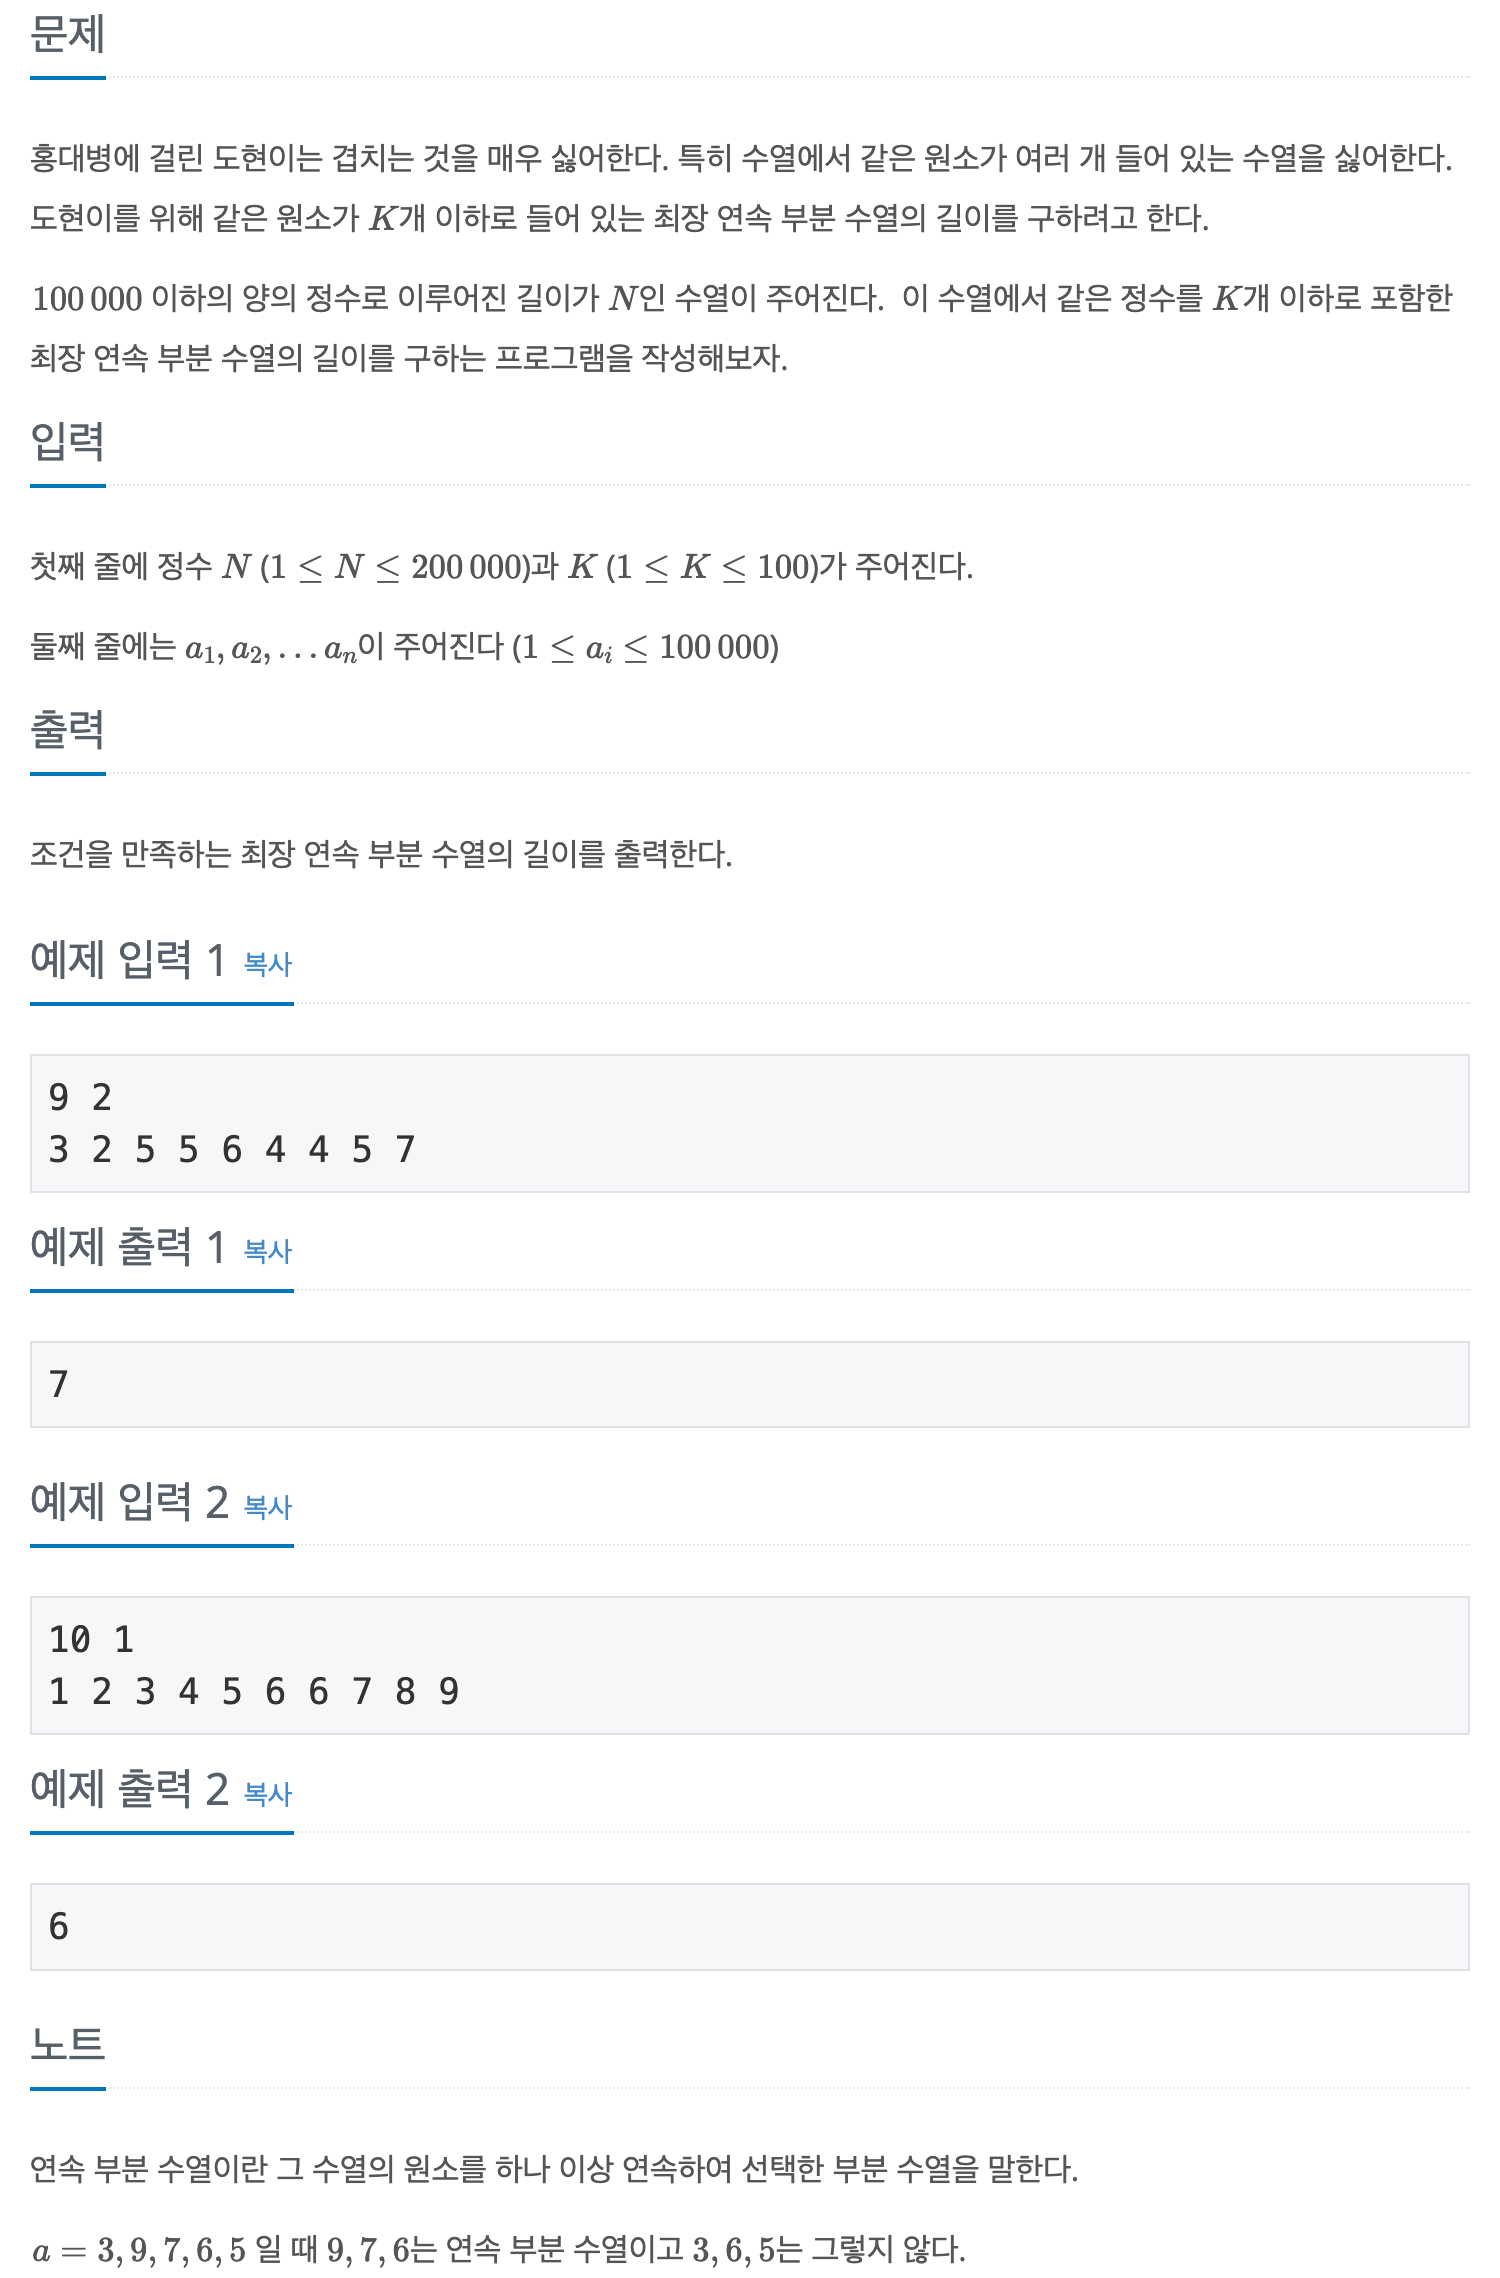 문제
홍대병에 걸린 도현이는 겹치는 것을 매우 싫어한다. 특히 수열에서 같은 원소가 여러 개 들어 있는 수열을 싫어한다.
도현이를 위해 같은 원소가 K개 이하로 들어 있는 최장 연속 부분 수열의 길이를 구하려고 한다.
100 000 이하의 양의 정수로 이루어진 길이가 N인 수열이 주어진다. 이 수열에서 같은 정수를 K개 이하로 포함한
최장 연속 부분 수열의 길이를 구하는 프로그램을 작성해보자.
입력
첫째 줄에 정수 N (1 ≤ N ≤ 200 000)과 K (1 ≤ K ≤ 100)가 주어진다.
둘째 줄에는 a₁, a₂, . . . aₙ이 주어진다 (1 ≤ aᵢ ≤ 100 000)
출력
조건을 만족하는 최장 연속 부분 수열의 길이를 출력한다.
예제 입력 1 복사
9 2
3 2 5 5 6 4 4 5 7
예제 출력 1 복사
7
예제 입력 2 복사
10 1
1 2 3 4 5 6 6 7 8 9
예제 출력 2 복사
6
노트
연속 부분 수열이란 그 수열의 원소를 하나 이상 연속하여 선택한 부분 수열을 말한다.
a = 3, 9, 7, 6, 5 일 때 9, 7, 6는 연속 부분 수열이고 3, 6, 5는 그렇지 않다.